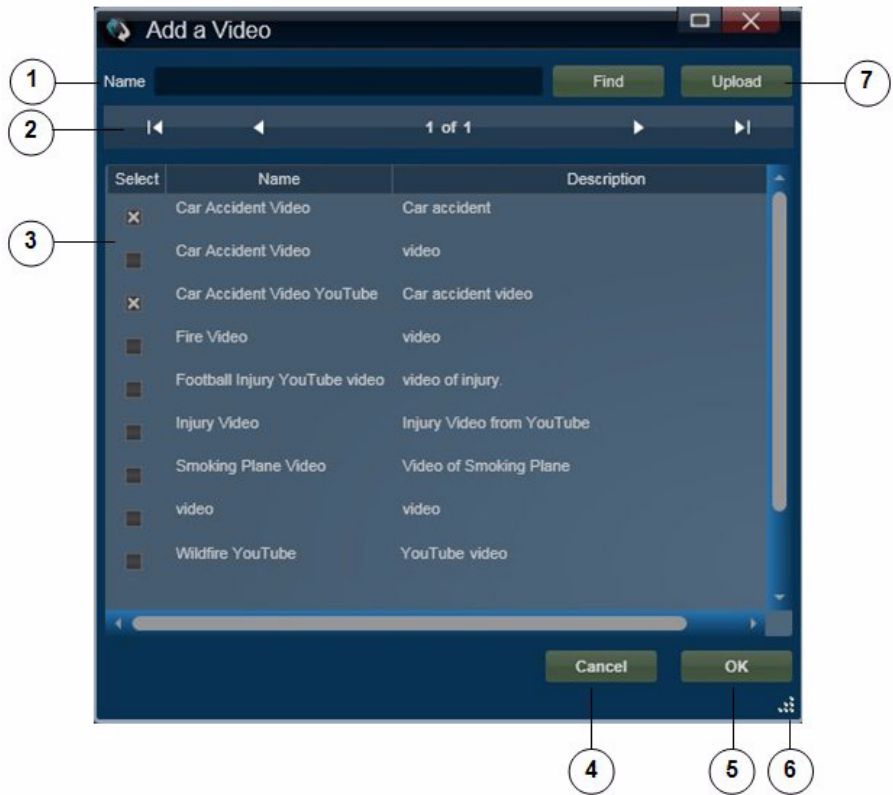 Add a Video
1 Name Find Upload 7
2 1 of 1
Select Name Description
Car Accident Video Car accident
3 Car Accident Video video
Car Accident Video YouTube Car accident video
Fire Video video
Football Injury YouTube video video of injury.
Injury Video Injury Video from YouTube
Smoking Plane Video Video of Smoking Plane
video video
Wildfire YouTube YouTube video
Cancel OK
4 5 6